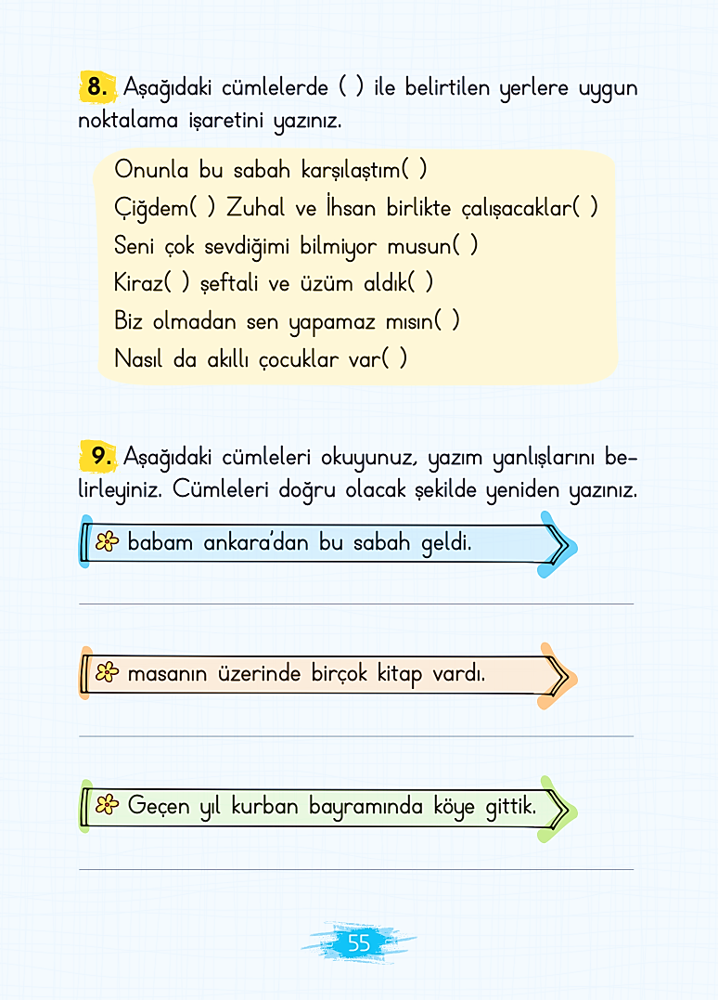 8. Aşağıdaki cümlelerde ( ) ile belirtilen yerlere uygun
noktalama işaretini yazınız.
Onunla bu sabah karşılaştım( )
Çiğdem( ) Zuhal ve İhsan birlikte çalışacaklar( )
Seni çok sevdiğimi bilmiyor musun( )
Kiraz( ) şeftali ve üzüm aldık( )
Biz olmadan sen yapamaz mısın( )
Nasıl da akıllı çocuklar var( )
9. Aşağıdaki cümleleri okuyunuz, yazım yanlışlarını be-
lirleyiniz. Cümleleri doğru olacak şekilde yeniden yazınız.
babam ankara'dan bu sabah geldi.
masanın üzerinde birçok kitap vardı.
Geçen yıl kurban bayramında köye gittik.
55